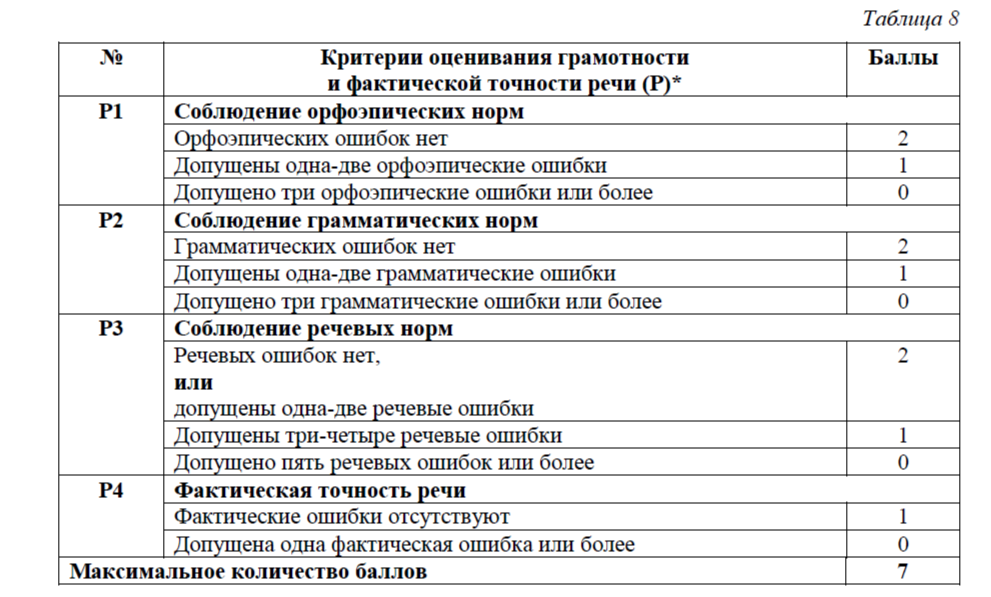 Таблица 8
№ Критерии оценивания грамотности Баллы
и фактической точности речи (Р)*
Р1 Соблюдение орфоэпических норм
Орфоэпических ошибок нет 2
Допущены одна-две орфоэпические ошибки 1
Допущено три орфоэпические ошибки или более 0
Р2 Соблюдение грамматических норм
Грамматических ошибок нет 2
Допущены одна-две грамматические ошибки 1
Допущено три грамматические ошибки или более 0
Р3 Соблюдение речевых норм
Речевых ошибок нет, 2
или
допущены одна-две речевые ошибки
Допущены три-четыре речевые ошибки 1
Допущено пять речевых ошибок или более 0
Р4 Фактическая точность речи
Фактические ошибки отсутствуют 1
Допущена одна фактическая ошибка или более 0
Максимальное количество баллов 7